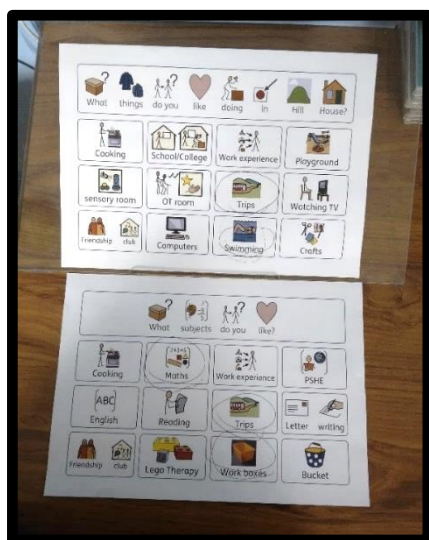 What things do you like doing in Hill House?
Cooking School/College Work experience Playground
sensory room OT room Trips Watching TV
Friendship club Computers Swimming Crafts
What subjects do you like?
Cooking Maths Work experience PSHE
ABC
English Reading Trips Letter writing
Friendship club Lego Therapy Work boxes Bucket